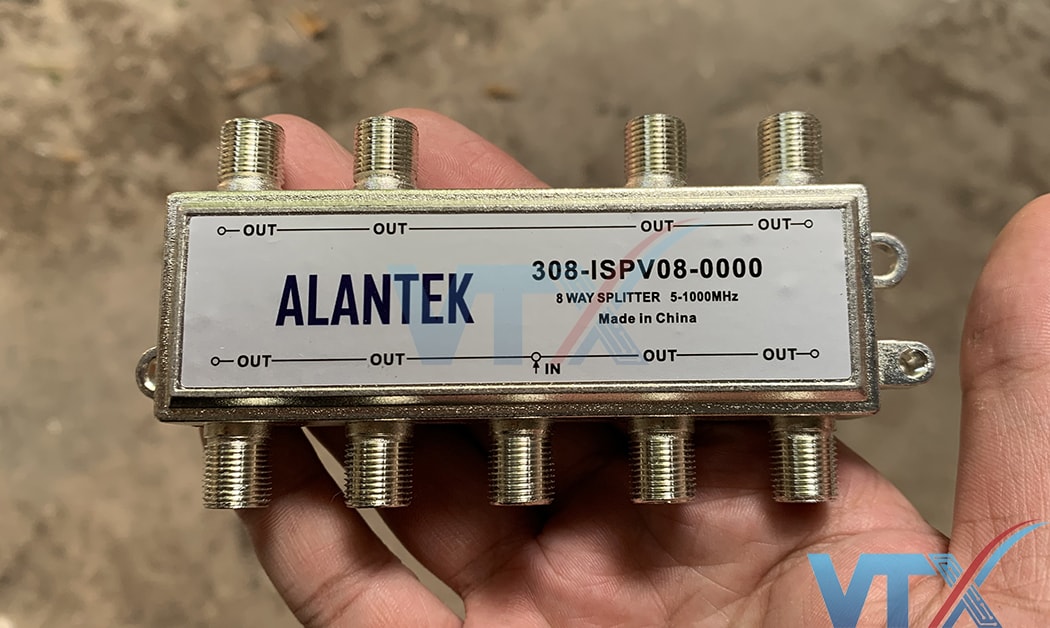 OUT OUT OUT OUT
ALANTEK
308-ISPV08-0000
8 WAY SPLITTER 5-1000MHz
Made in China
OUT OUT IN OUT OUT
VTX
VTX